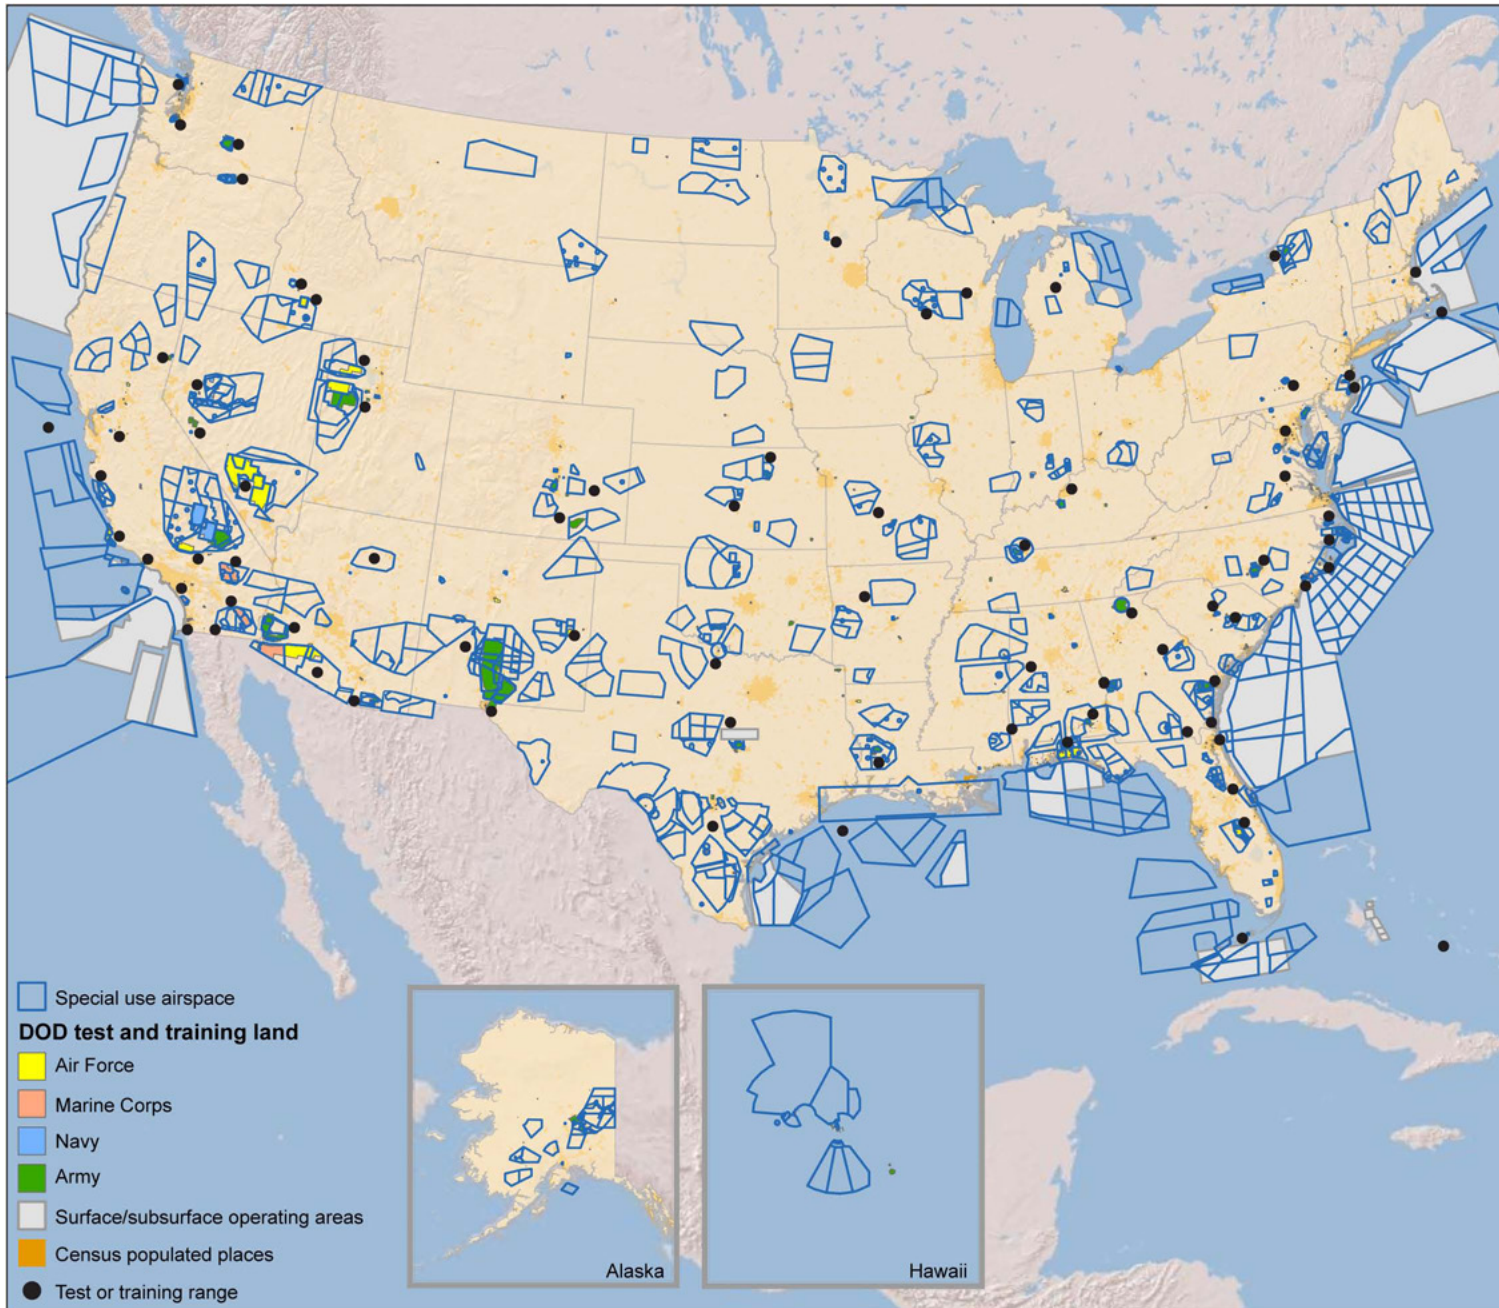 Special use airspace
DOD test and training land
Air Force
Marine Corps
Navy
Army
Surface/subsurface operating areas
Census populated places
Test or training range
Alaska
Hawaii